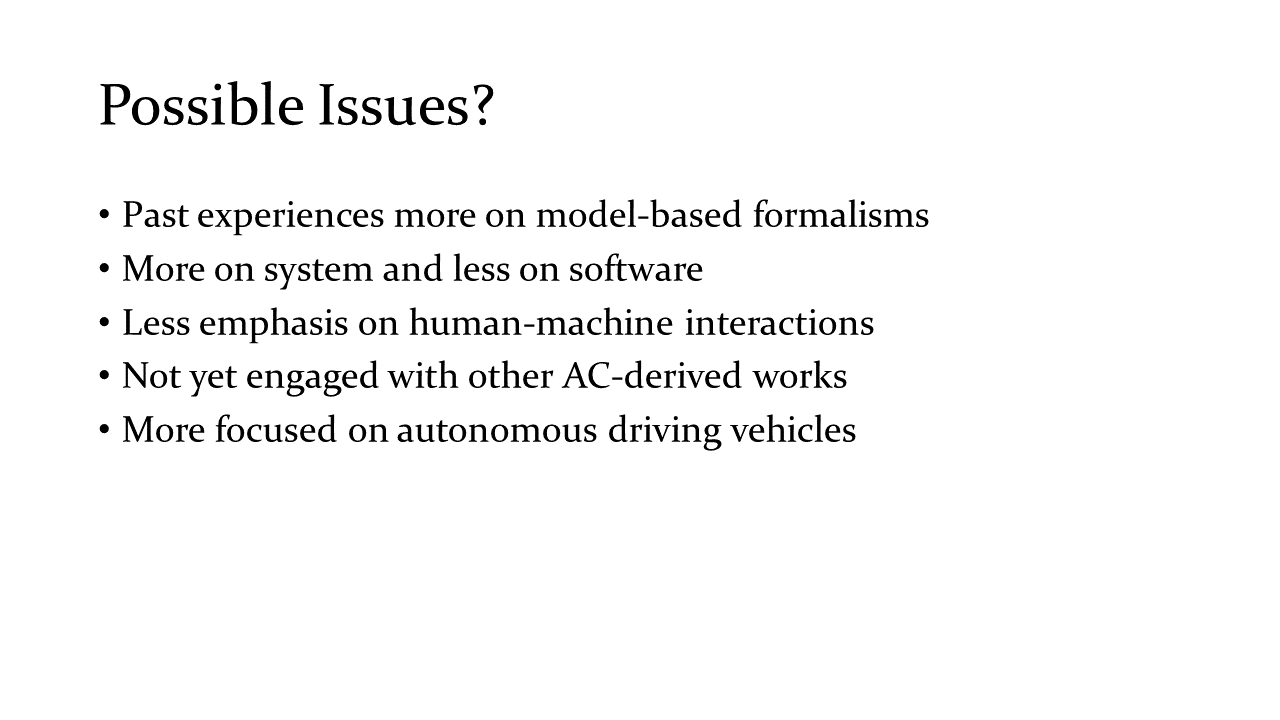 Possible Issues?
• Past experiences more on model-based formalisms
• More on system and less on software
• Less emphasis on human-machine interactions
• Not yet engaged with other AC-derived works
• More focused on autonomous driving vehicles